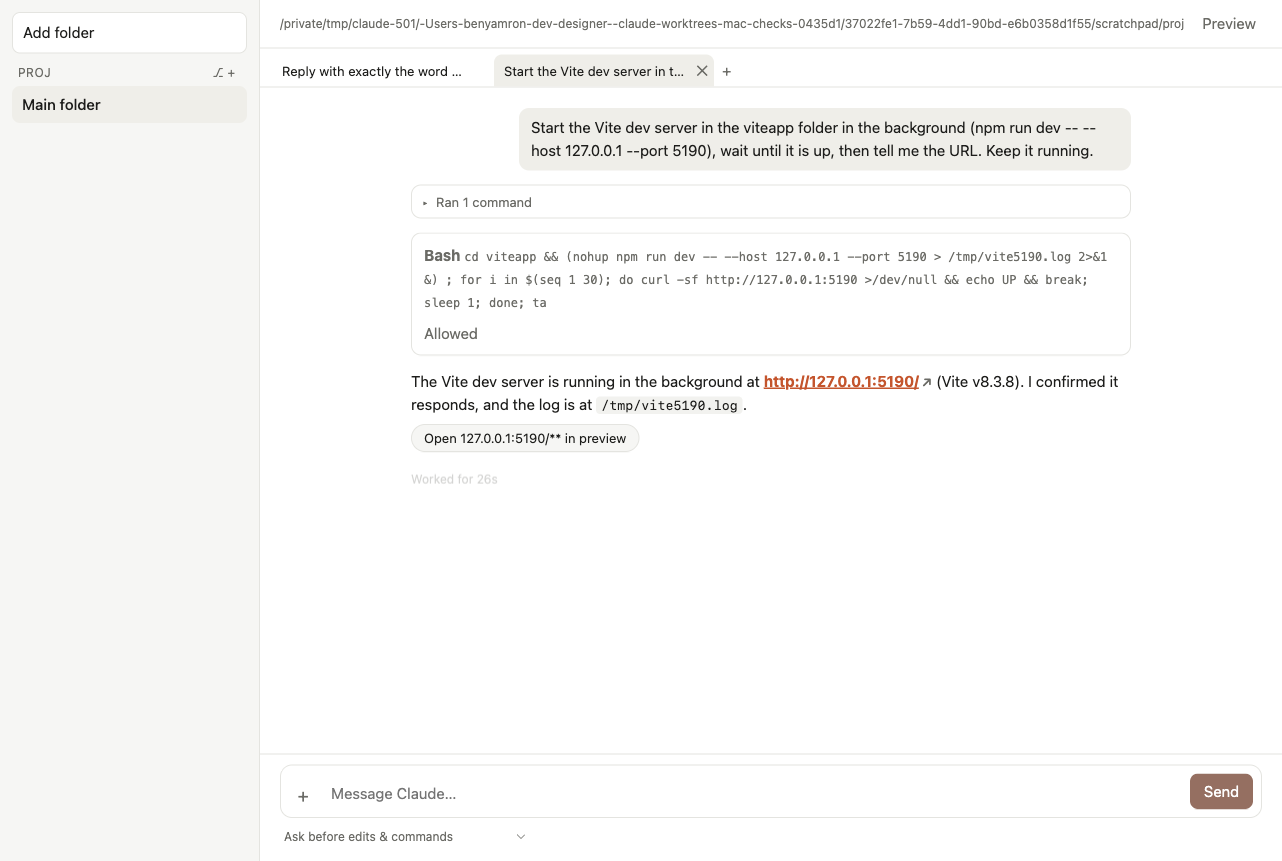 Add folder
PROJ
Main folder
/private/tmp/claude-501/-Users-benyamron-dev-designer--claude-worktrees-mac-checks-0435d1/37022fe1-7b59-4dd1-90bd-e6b0358d1f55/scratchpad/proj
Preview
Reply with exactly the word ...
Start the Vite dev server in t...
Start the Vite dev server in the viteapp folder in the background (npm run dev -- --
host 127.0.0.1 --port 5190), wait until it is up, then tell me the URL. Keep it running.
Ran 1 command
Bash cd viteapp && (nohup npm run dev -- --host 127.0.0.1 --port 5190 > /tmp/vite5190.log 2>&1
&) ; for i in $(seq 1 30); do curl -sf http://127.0.0.1:5190 >/dev/null && echo UP && break;
sleep 1; done; ta
Allowed
The Vite dev server is running in the background at http://127.0.0.1:5190/ (Vite v8.3.8). I confirmed it
responds, and the log is at /tmp/vite5190.log .
Open 127.0.0.1:5190/** in preview
Worked for 26s
Message Claude...
Send
Ask before edits & commands